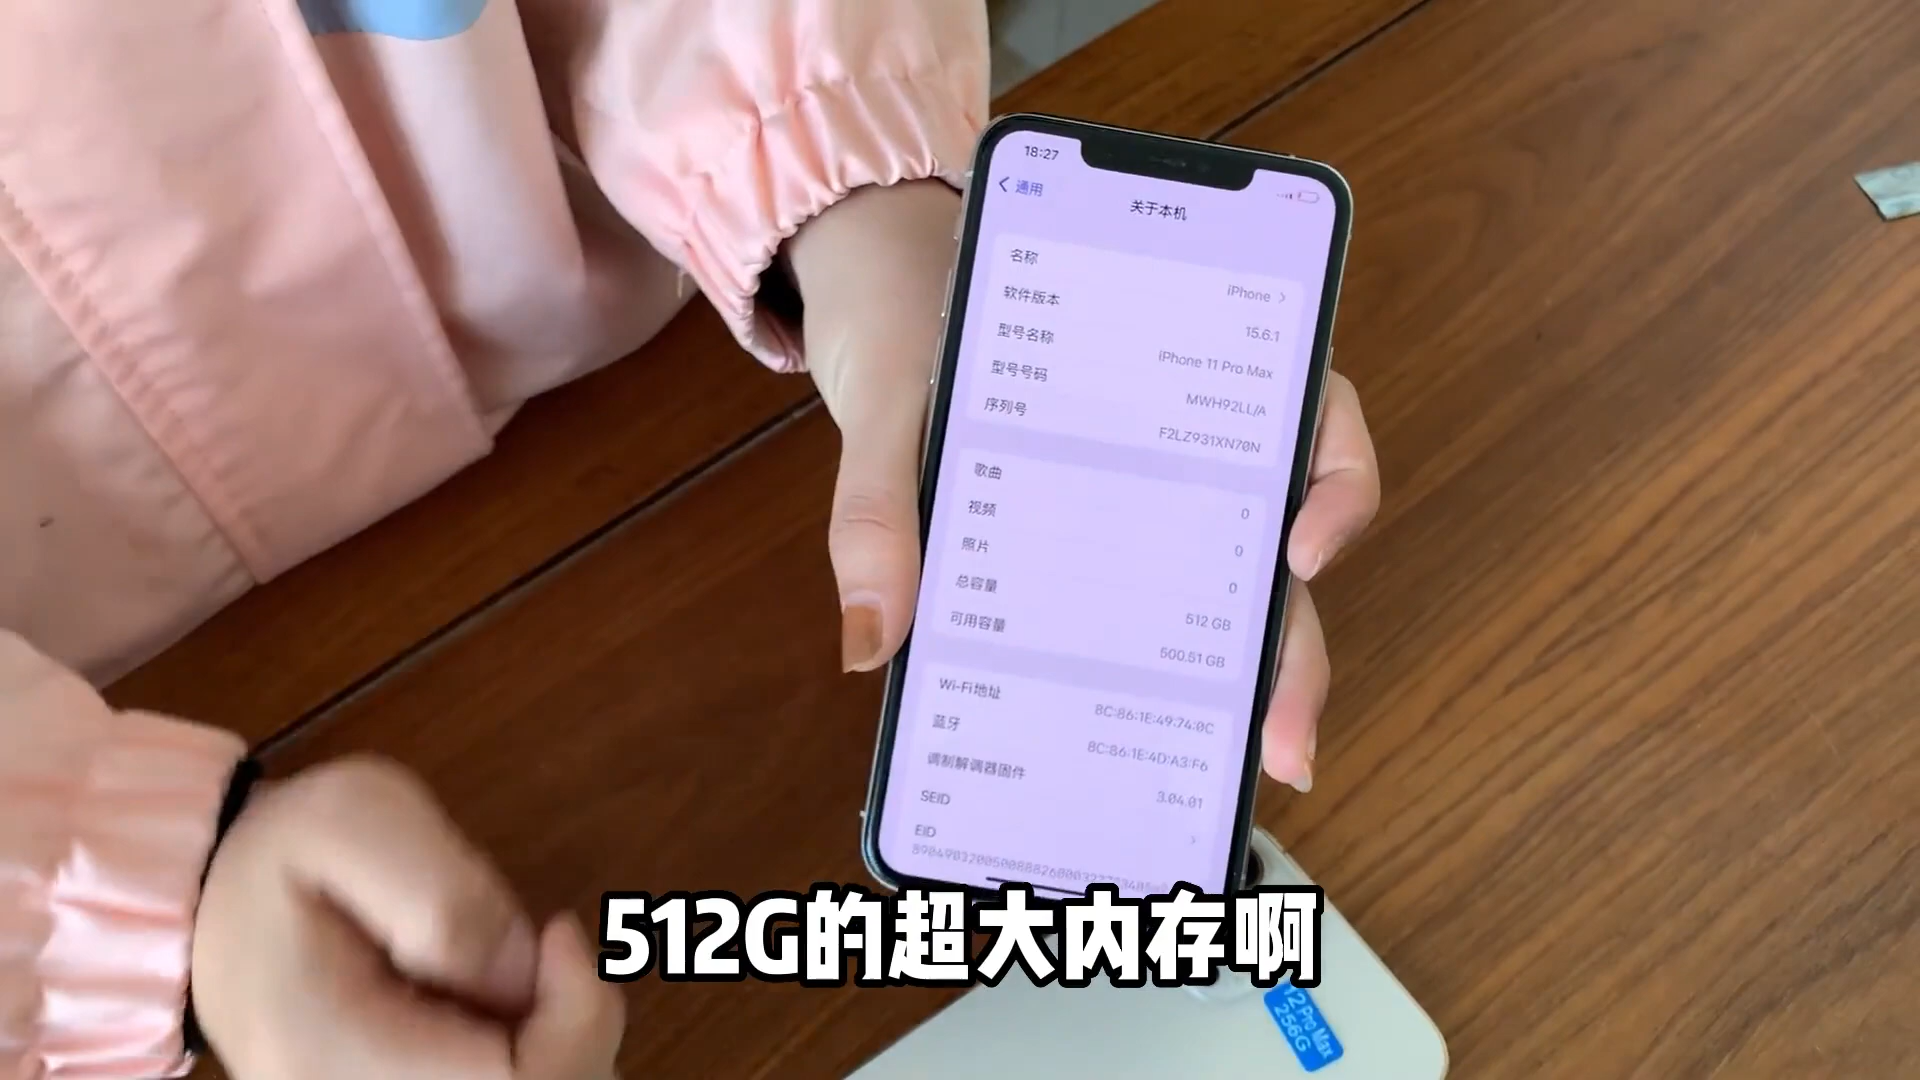 18:27
通用
关于本机
名称
iPhone
软件版本
15.6.1
型号名称
iPhone 11 Pro Max
型号号码
MWH92LL/A
序列号
F2LZ931XN70N
歌曲
0
视频
0
照片
0
总容量
512 GB
可用容量
500.51 GB
Wi-Fi地址
8C:86:1E:49:74:0C
蓝牙
8C:86:1E:4D:A3:F6
调制解调器固件
3.04.01
SEID
EID
512G的超大内存啊
12 Pro Max
256G